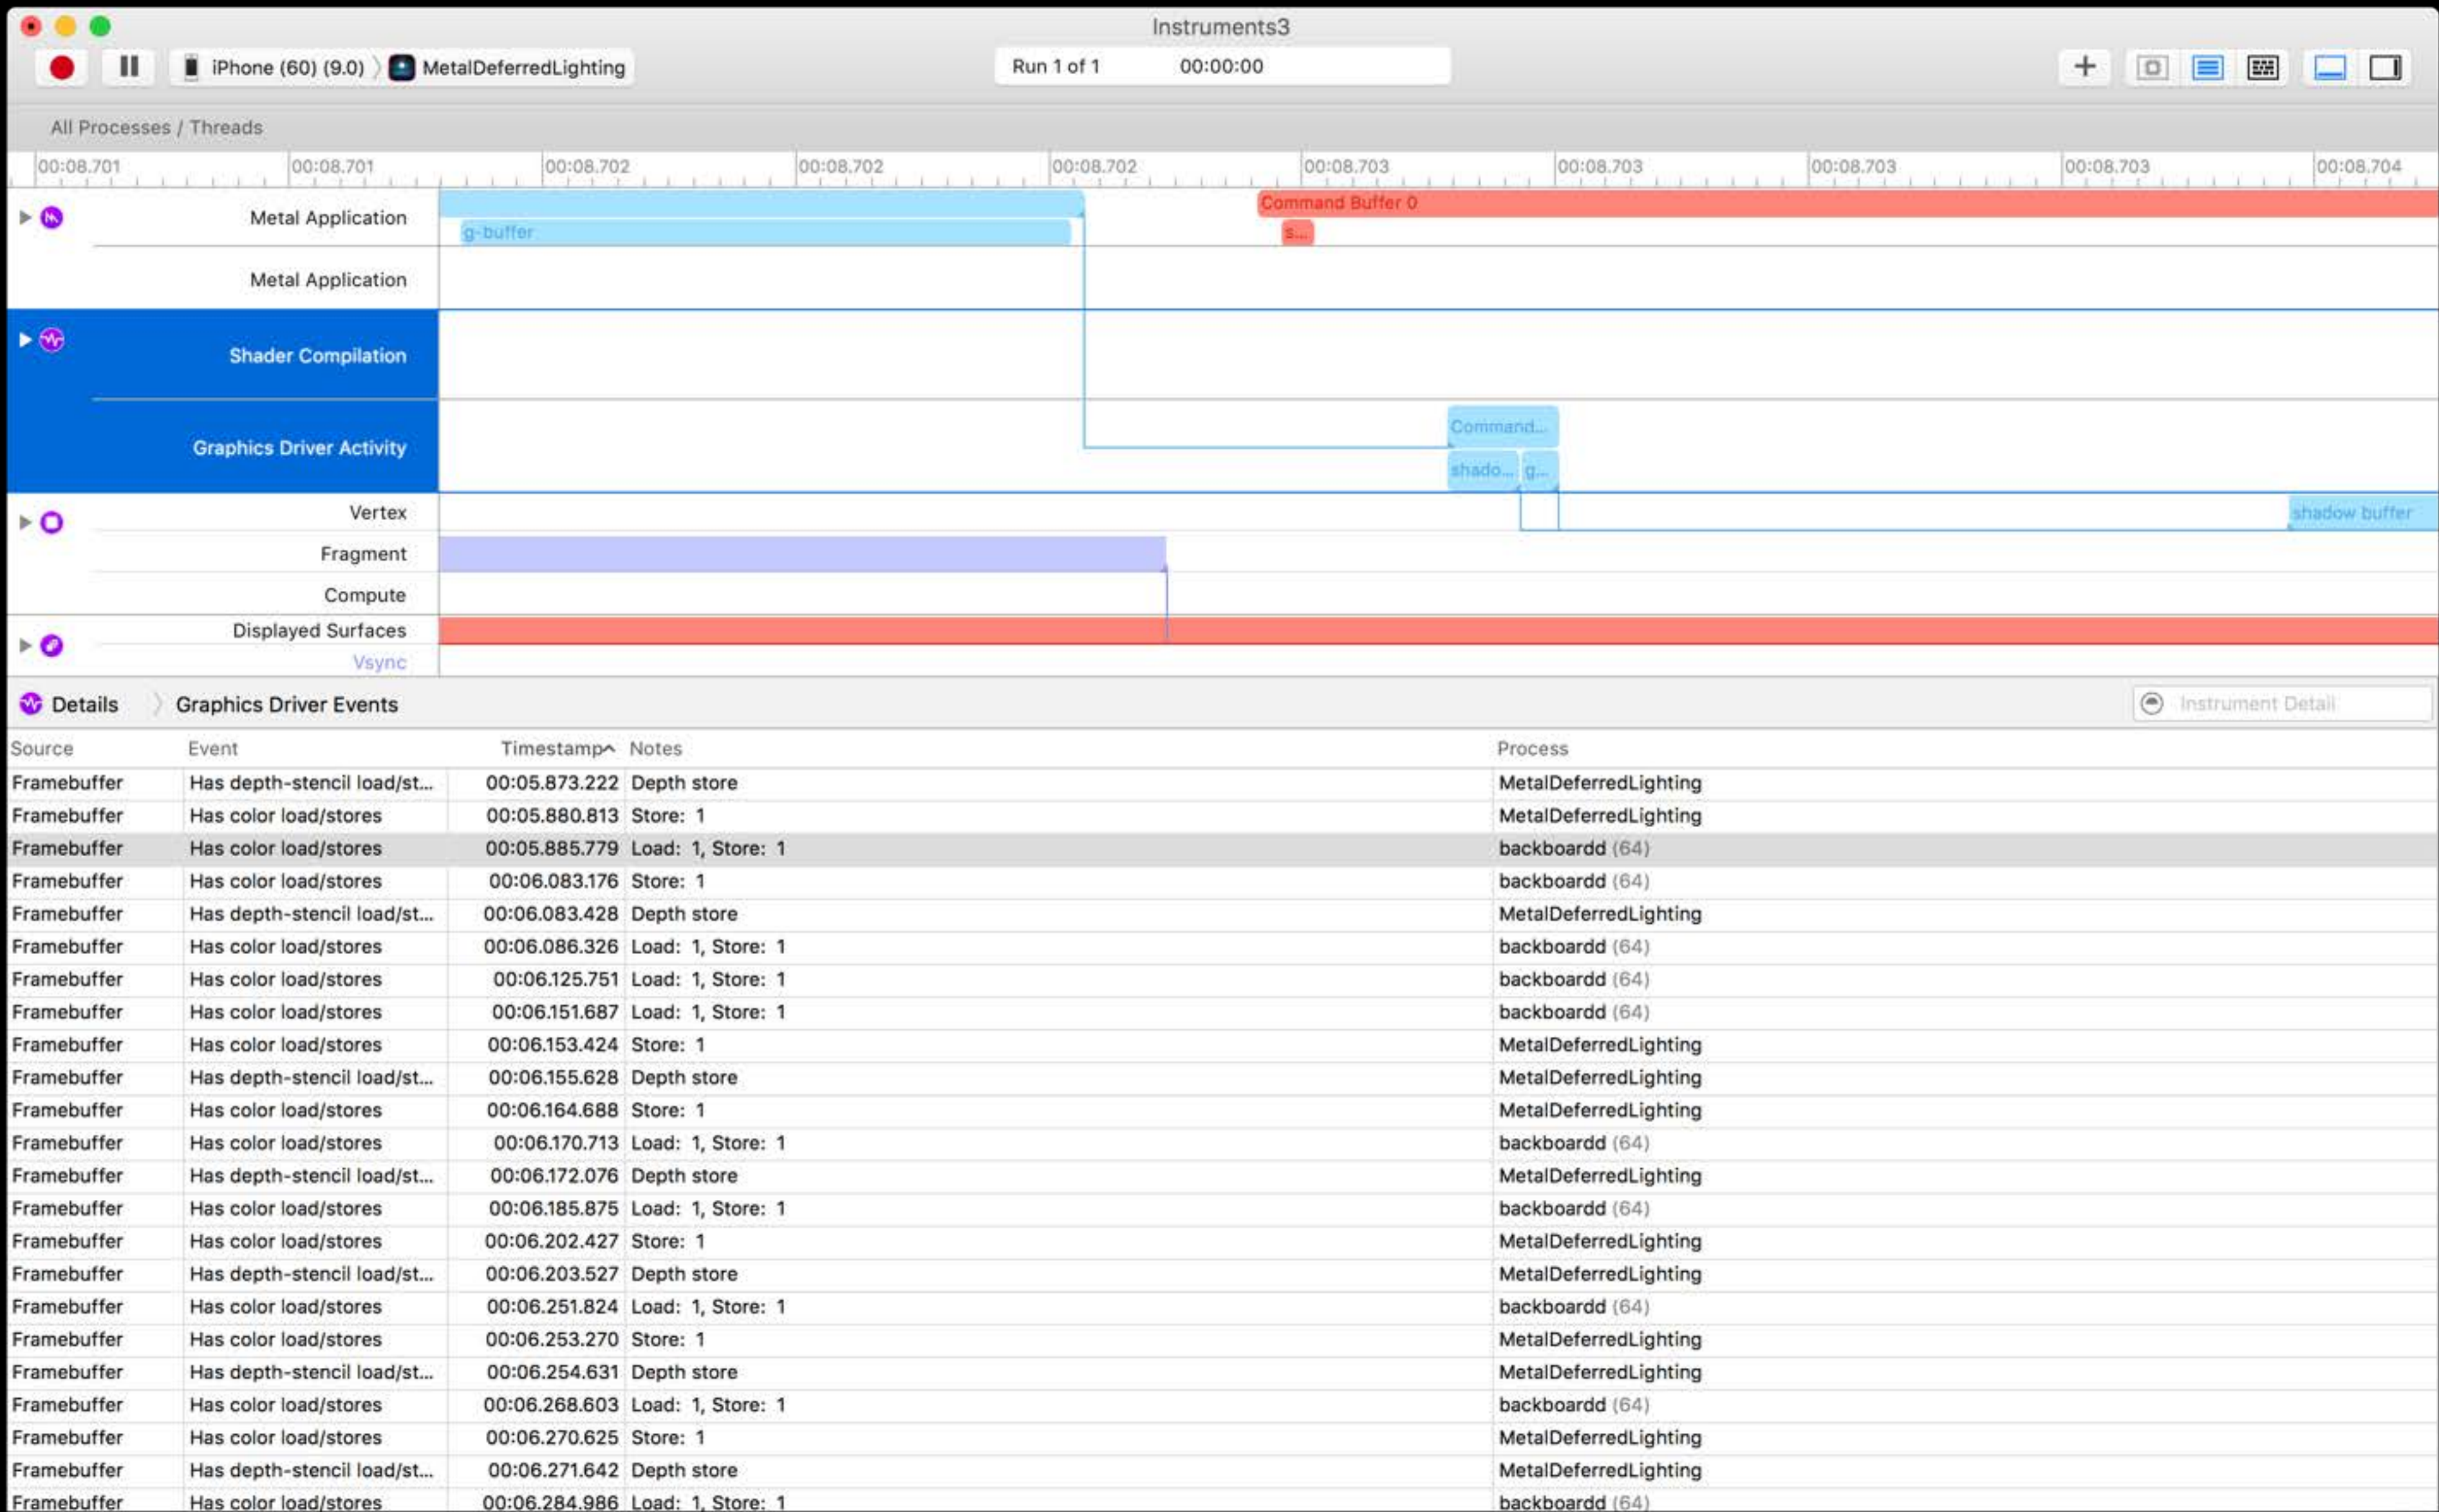 Instruments3
iPhone (60) (9.0) MetalDeferredLighting Run 1 of 1 00:00:00
All Processes / Threads
00:08.701 00:08.701 00:08.702 00:08.702 00:08.702 00:08.703 00:08.703 00:08.703 00:08.703 00:08.704
Metal Application Command Buffer 0
g-buffer s...
Metal Application
Shader Compilation
Graphics Driver Activity Command...
shado... g...
Vertex shadow buffer
Fragment
Compute
Displayed Surfaces
Vsync
Details Graphics Driver Events Instrument Detail
Source Event Timestamp Notes Process
Framebuffer Has depth-stencil load/st... 00:05.873.222 Depth store MetalDeferredLighting
Framebuffer Has color load/stores 00:05.880.813 Store: 1 MetalDeferredLighting
Framebuffer Has color load/stores 00:05.885.779 Load: 1, Store: 1 backboardd (64)
Framebuffer Has color load/stores 00:06.083.176 Store: 1 backboardd (64)
Framebuffer Has depth-stencil load/st... 00:06.083.428 Depth store MetalDeferredLighting
Framebuffer Has color load/stores 00:06.086.326 Load: 1, Store: 1 backboardd (64)
Framebuffer Has color load/stores 00:06.125.751 Load: 1, Store: 1 backboardd (64)
Framebuffer Has color load/stores 00:06.151.687 Load: 1, Store: 1 backboardd (64)
Framebuffer Has color load/stores 00:06.153.424 Store: 1 MetalDeferredLighting
Framebuffer Has depth-stencil load/st... 00:06.155.628 Depth store MetalDeferredLighting
Framebuffer Has color load/stores 00:06.164.688 Store: 1 MetalDeferredLighting
Framebuffer Has color load/stores 00:06.170.713 Load: 1, Store: 1 backboardd (64)
Framebuffer Has depth-stencil load/st... 00:06.172.076 Depth store MetalDeferredLighting
Framebuffer Has color load/stores 00:06.185.875 Load: 1, Store: 1 backboardd (64)
Framebuffer Has color load/stores 00:06.202.427 Store: 1 MetalDeferredLighting
Framebuffer Has depth-stencil load/st... 00:06.203.527 Depth store MetalDeferredLighting
Framebuffer Has color load/stores 00:06.251.824 Load: 1, Store: 1 backboardd (64)
Framebuffer Has color load/stores 00:06.253.270 Store: 1 MetalDeferredLighting
Framebuffer Has depth-stencil load/st... 00:06.254.631 Depth store MetalDeferredLighting
Framebuffer Has color load/stores 00:06.268.603 Load: 1, Store: 1 backboardd (64)
Framebuffer Has color load/stores 00:06.270.625 Store: 1 MetalDeferredLighting
Framebuffer Has depth-stencil load/st... 00:06.271.642 Depth store MetalDeferredLighting
Framebuffer Has color load/stores 00:06.284.986 Load: 1, Store: 1 backboardd (64)